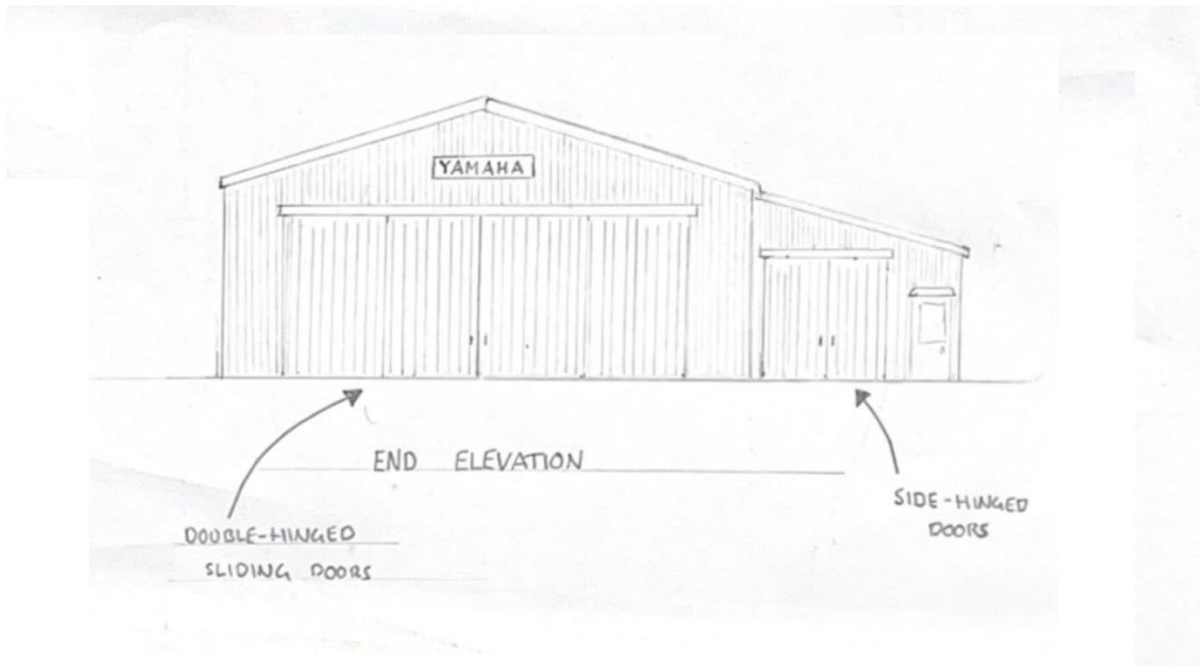 YAMAHA
END ELEVATION
SIDE-HINGED
DOORS
DOUBLE-HINGED
SLIDING DOORS